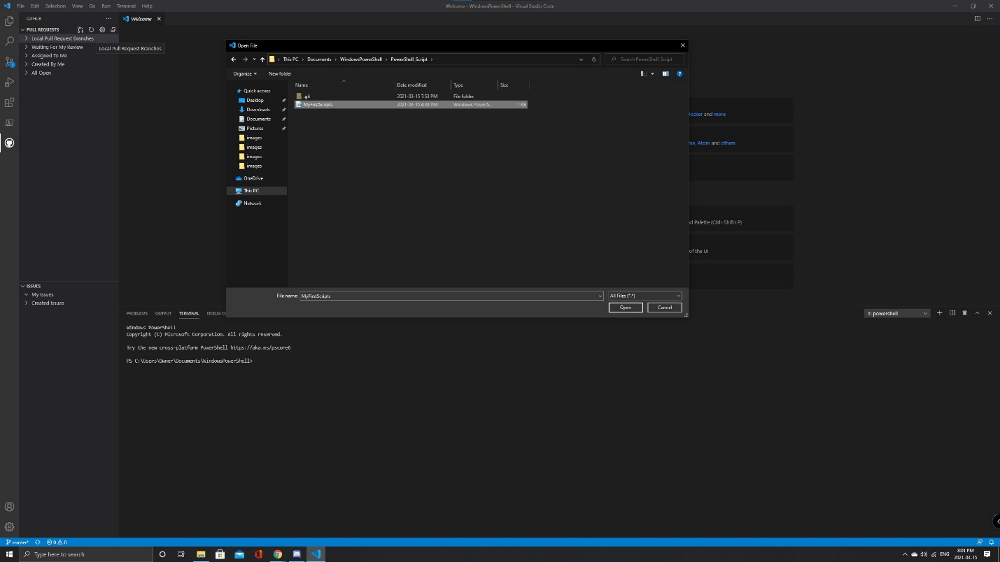 File Edit Selection View Go Run Terminal Help
Welcome - WindowsPowerShell - Visual Studio Code
GITHUB
Welcome
PULL REQUESTS
Local Pull Request Branches
Waiting For My Review
Local Pull Request Branches
Assigned To Me
Created By Me
All Open
Open File
This PC > Documents > WindowsPowerShell > PowerShell_Script >
Search PowerShell_Script
Organize
New folder
Name Date modified Type Size
.git 2021-03-15 7:53 PM File folder
MyFirstScripts 2021-03-15 4:38 PM Windows PowerS... 1 KB
Quick access
Desktop
Downloads
Documents
Pictures
images
images
images
images
OneDrive
This PC
Network
Docker and more
Atom and others
Palette (Ctrl+Shift+P)
of the UI
File name: MyFirstScripts
All Files (*.*)
Open Cancel
ISSUES
My Issues
Created Issues
PROBLEMS OUTPUT TERMINAL
1: powershell
Windows PowerShell
Copyright (C) Microsoft Corporation. All rights reserved.
Try the new cross-platform PowerShell https://aka.ms/pscore6
PS C:\Users\Owner\Documents\WindowsPowerShell>
1
master*
0 0
Type here to search
ENG
8:01 PM
2021-03-15